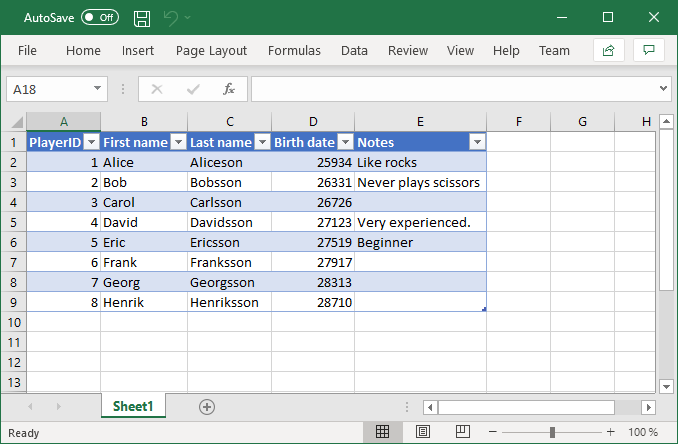 AutoSave Off
File Home Insert Page Layout Formulas Data Review View Help Team
A18 fx
A B C D E F G H
1 PlayerID First name Last name Birth date Notes
2 1 Alice Aliceson 25934 Like rocks
3 2 Bob Bobsson 26331 Never plays scissors
4 3 Carol Carlsson 26726
5 4 David Davidsson 27123 Very experienced.
6 5 Eric Ericsson 27519 Beginner
7 6 Frank Franksson 27917
8 7 Georg Georgsson 28313
9 8 Henrik Henriksson 28710
10
11
12
13
Sheet1
Ready 100 %